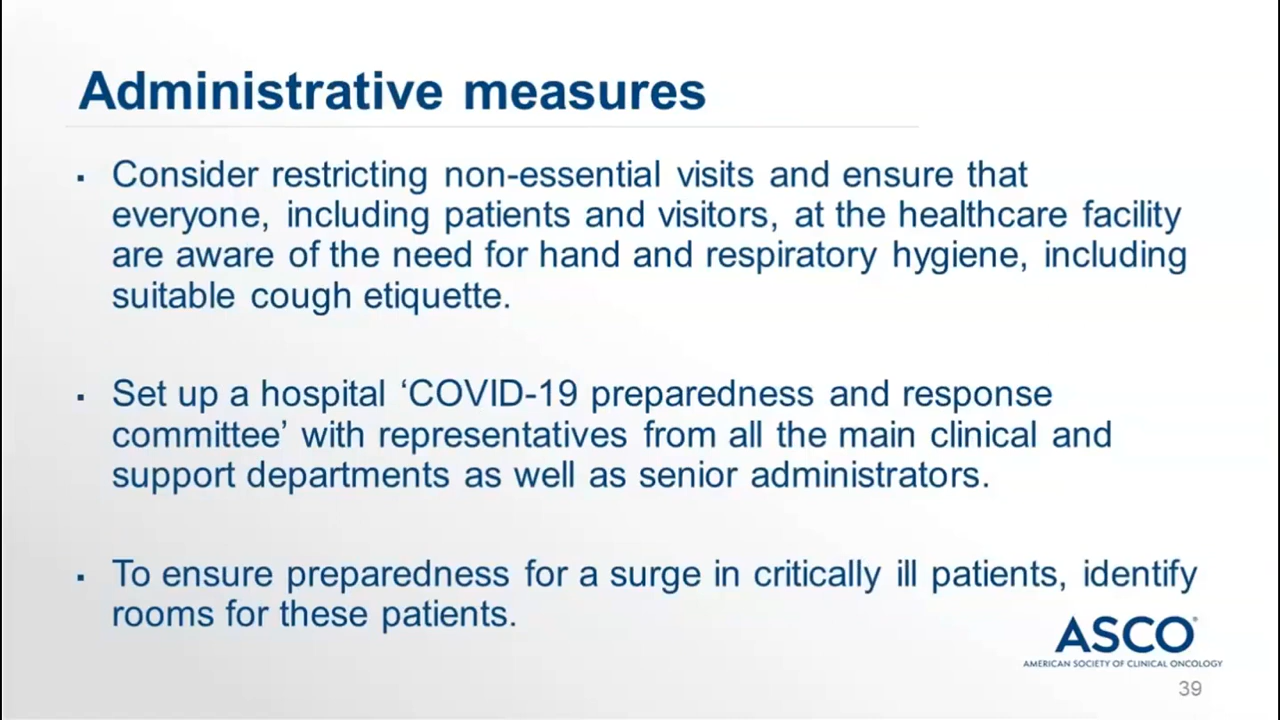 Administrative measures
▪ Consider restricting non-essential visits and ensure that
everyone, including patients and visitors, at the healthcare facility
are aware of the need for hand and respiratory hygiene, including
suitable cough etiquette.
▪ Set up a hospital ‘COVID-19 preparedness and response
committee’ with representatives from all the main clinical and
support departments as well as senior administrators.
▪ To ensure preparedness for a surge in critically ill patients, identify
rooms for these patients.
ASCO®
AMERICAN SOCIETY OF CLINICAL ONCOLOGY
39